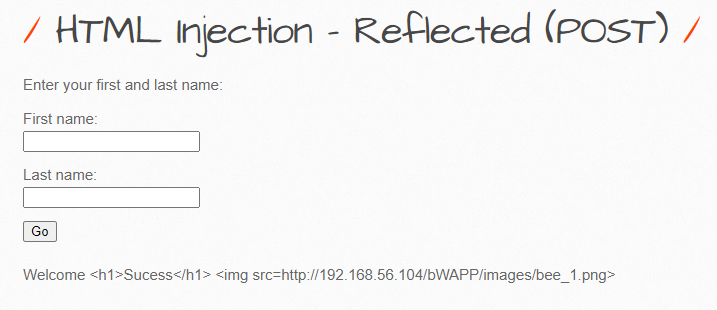 / HTML Injection - Reflected (POST) /
Enter your first and last name:
First name:
Last name:
Go
Welcome <h1>Sucess</h1> <img src=http://192.168.56.104/bWAPP/images/bee_1.png>